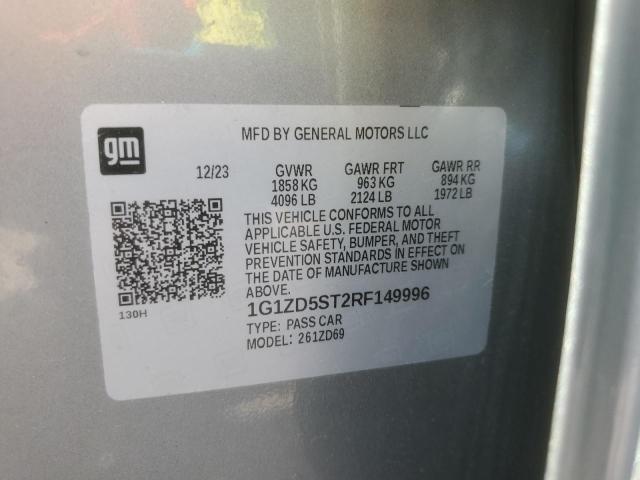 gm
MFD BY GENERAL MOTORS LLC
12/23 GVWR GAWR FRT GAWR RR
1858 KG 963 KG 894 KG
4096 LB 2124 LB 1972 LB
THIS VEHICLE CONFORMS TO ALL
APPLICABLE U.S. FEDERAL MOTOR
VEHICLE SAFETY, BUMPER, AND THEFT
PREVENTION STANDARDS IN EFFECT ON
THE DATE OF MANUFACTURE SHOWN
ABOVE.
130H
1G1ZD5ST2RF149996
TYPE: PASS CAR
MODEL: 261ZD69